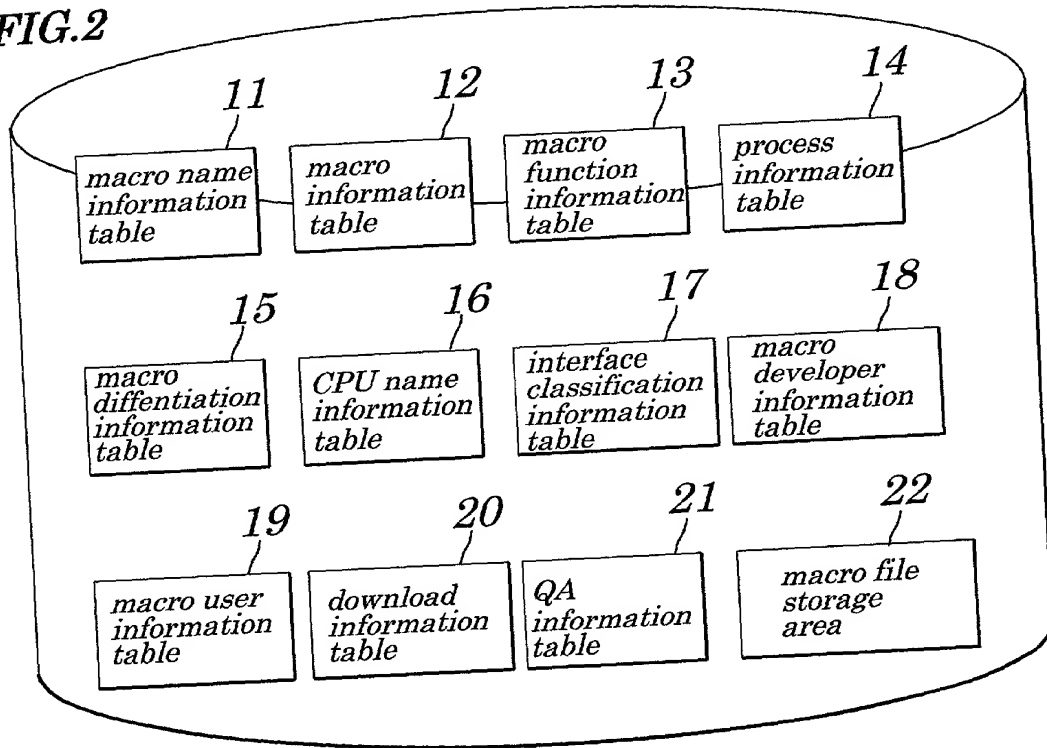 FIG.2
11
12
13
14
macro name
information
table
macro
information
table
macro
function
information
table
process
information
table
15
16
17
18
macro
diffentiation
information
table
CPU name
information
table
interface
classification
information
table
macro
developer
information
table
19
20
21
22
macro user
information
table
download
information
table
QA
information
table
macro file
storage
area